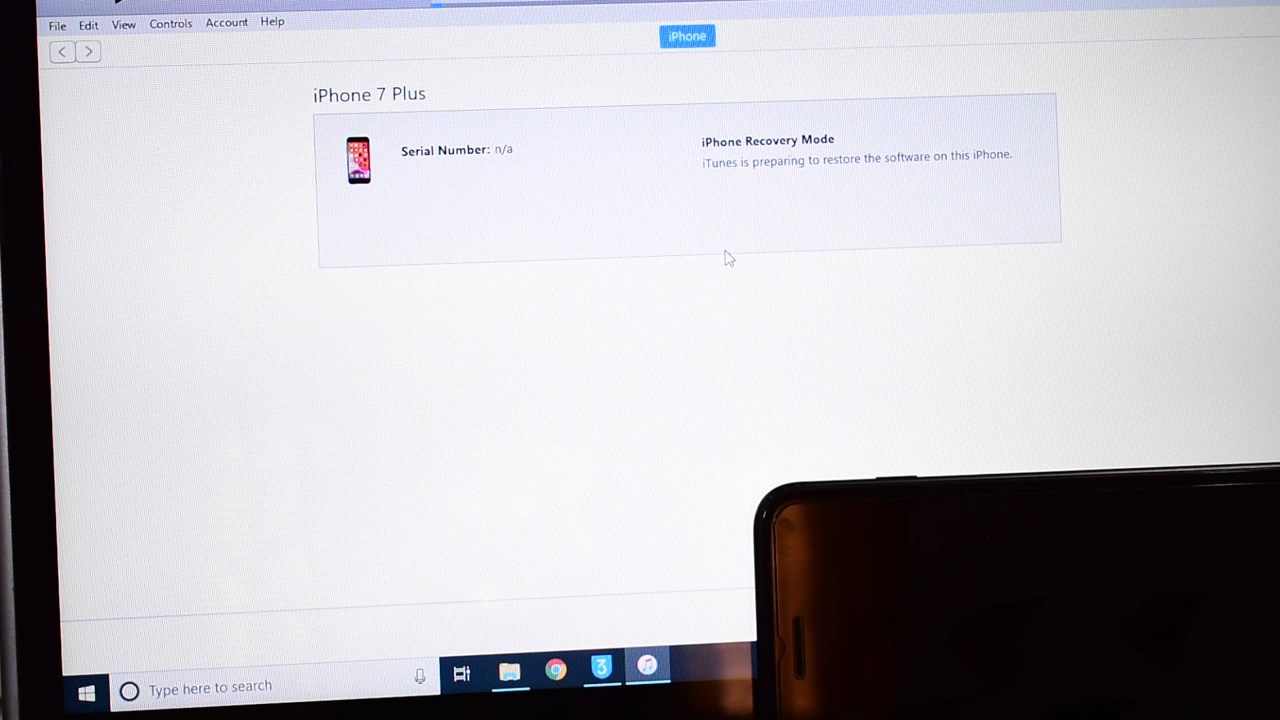 File Edit View Controls Account Help
iPhone
iPhone 7 Plus
Serial Number: n/a
iPhone Recovery Mode
iTunes is preparing to restore the software on this iPhone.
Type here to search
3